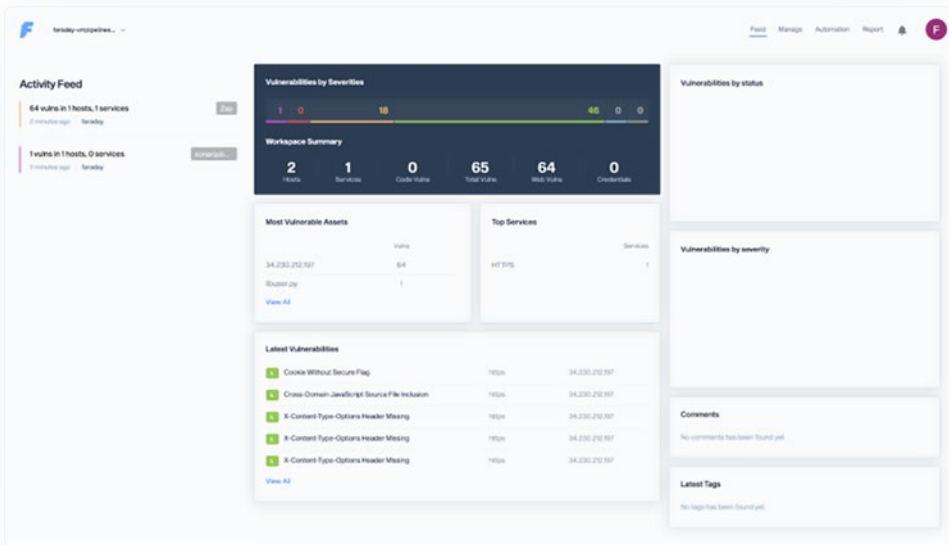 faraday-vmpipelines...
Feed Manage Automation Report
F
Activity Feed
64 vulns in 1 hosts, 1 services
Zap
2 minutes ago faraday
1 vulns in 1 hosts, 0 services
3 minutes ago faraday
Vulnerabilities by Severities
1 0 18 46 0 0
Workspace Summary
2 1 0 65 64 0
Hosts Services Code Vulns Total Vulns Web Vulns Credentials
Most Vulnerable Assets
Vulns
34.230.212.197 64
libuser.py 1
View All
Top Services
Services
HTTPS 1
Latest Vulnerabilities
L Cookie Without Secure Flag https 34.230.212.197
L Cross-Domain JavaScript Source File Inclusion https 34.230.212.197
L X-Content-Type-Options Header Missing https 34.230.212.197
L X-Content-Type-Options Header Missing https 34.230.212.197
L X-Content-Type-Options Header Missing https 34.230.212.197
View All
Vulnerabilities by status
Vulnerabilities by severity
Comments
No comments has been found yet.
Latest Tags
No tags has been found yet.